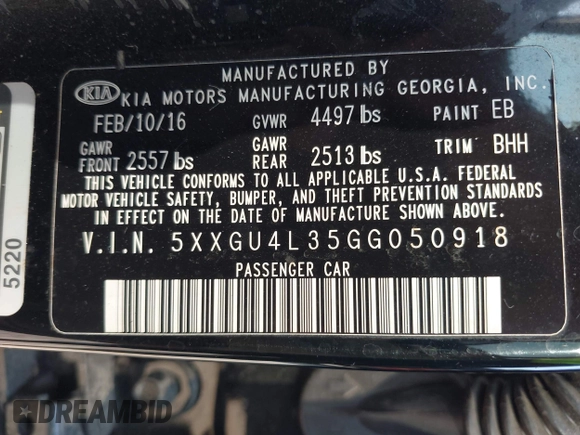 MANUFACTURED BY
KIA KIA MOTORS MANUFACTURING GEORGIA, INC.
FEB/10/16 GVWR 4497 lbs PAINT EB
GAWR FRONT 2557 lbs GAWR REAR 2513 lbs TRIM BHH
THIS VEHICLE CONFORMS TO ALL APPLICABLE U.S.A. FEDERAL
MOTOR VEHICLE SAFETY, BUMPER, AND THEFT PREVENTION STANDARDS
IN EFFECT ON THE DATE OF MANUFACTURE SHOWN ABOVE.
V.I.N. 5XXGU4L35GG050918
PASSENGER CAR
5220
DREAMBID